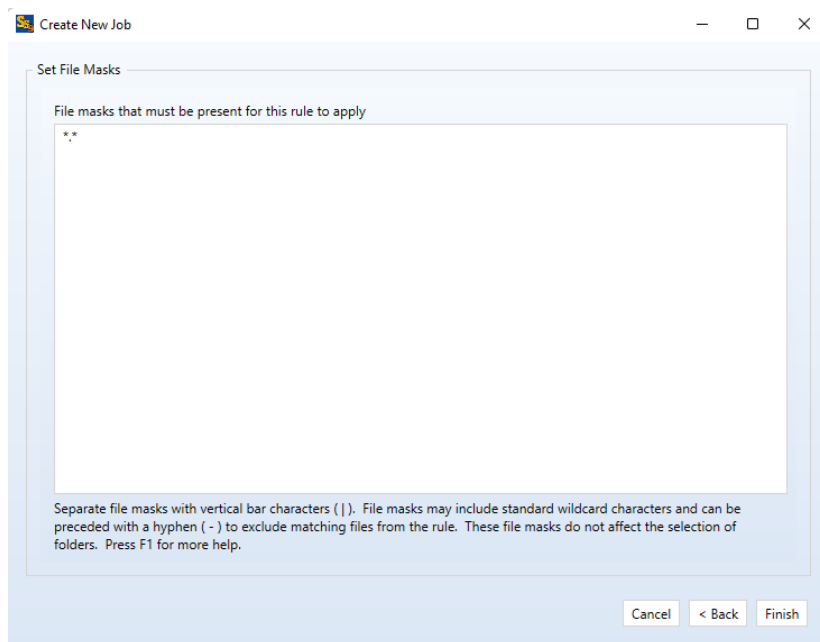 Create New Job
Set File Masks
File masks that must be present for this rule to apply
*.*
Separate file masks with vertical bar characters ( | ).  File masks may include standard wildcard characters and can be
preceded with a hyphen ( - ) to exclude matching files from the rule.  These file masks do not affect the selection of
folders.  Press F1 for more help.
Cancel
< Back
Finish